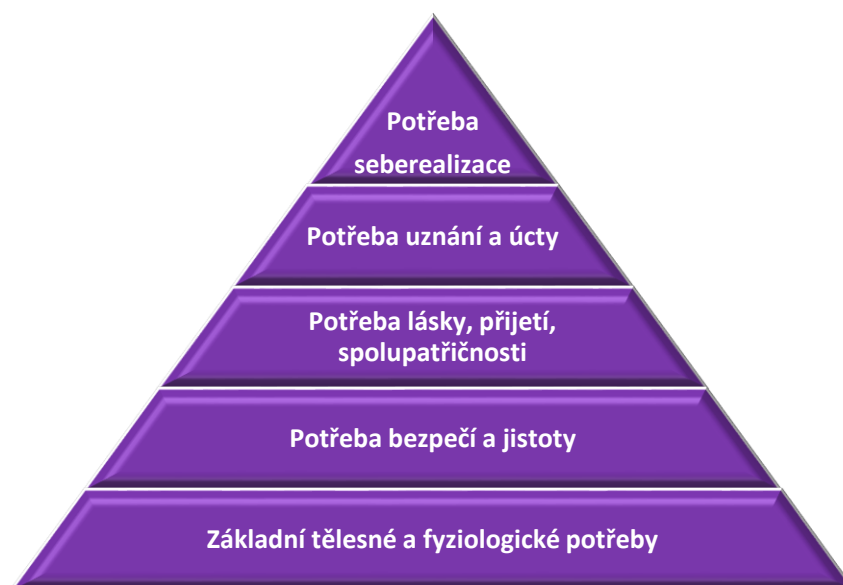 Potřeba
seberealizace
Potřeba uznání a úcty
Potřeba lásky, přijetí,
spolupatřičnosti
Potřeba bezpečí a jistoty
Základní tělesné a fyziologické potřeby